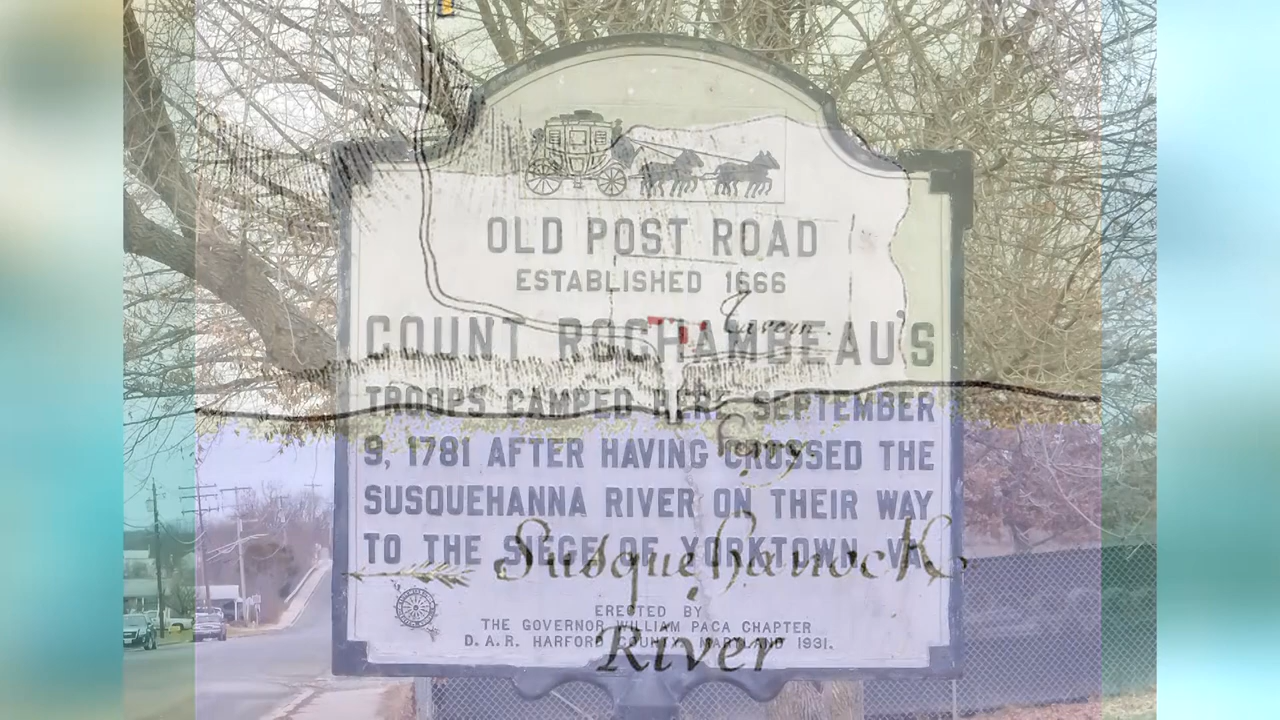 OLD POST ROAD
ESTABLISHED 1666
COUNT ROCHAMBEAU'S
Tavern.
TROOPS CAMPED HERE SEPTEMBER
Ferry
9, 1781 AFTER HAVING CROSSED THE
SUSQUEHANNA RIVER ON THEIR WAY
TO THE SIEGE OF YORKTOWN, VA.
SusqueHanock
ERECTED BY
THE GOVERNOR WILLIAM PACA CHAPTER
D. A. R. HARFORD COUNTY, MARYLAND 1931.
River